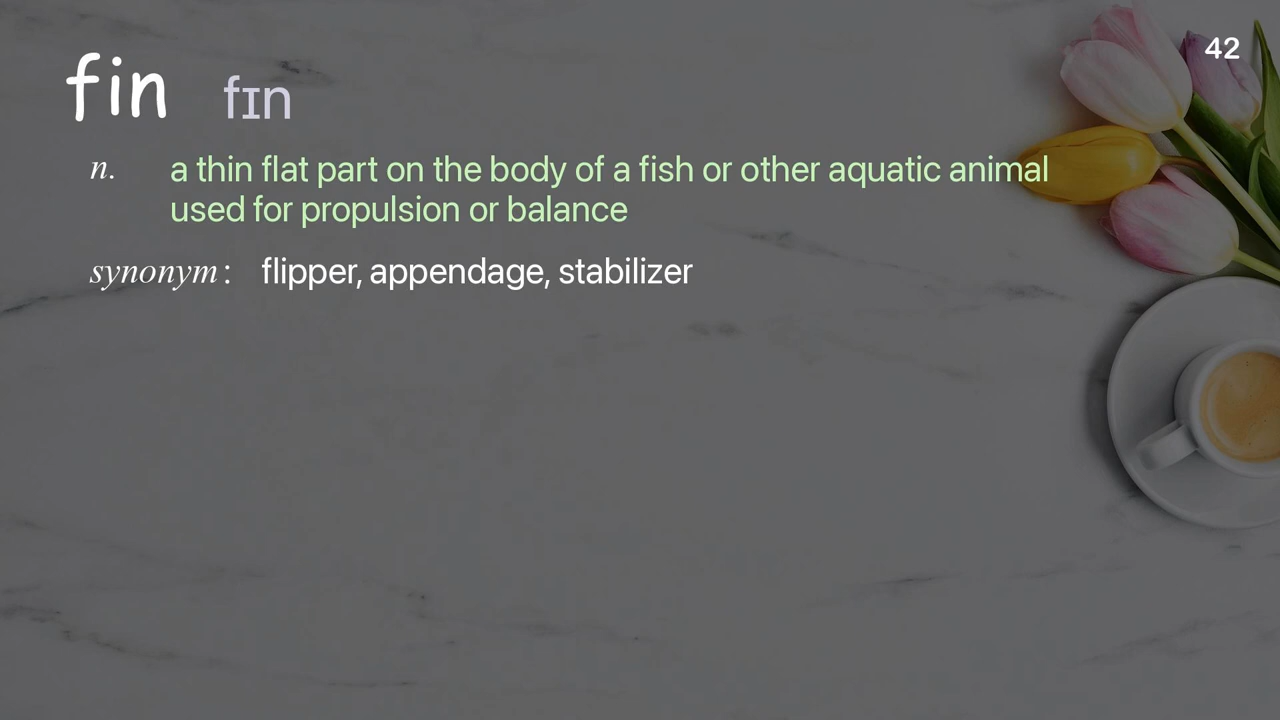 42
fin fɪn
n. a thin flat part on the body of a fish or other aquatic animal
used for propulsion or balance
synonym: flipper, appendage, stabilizer